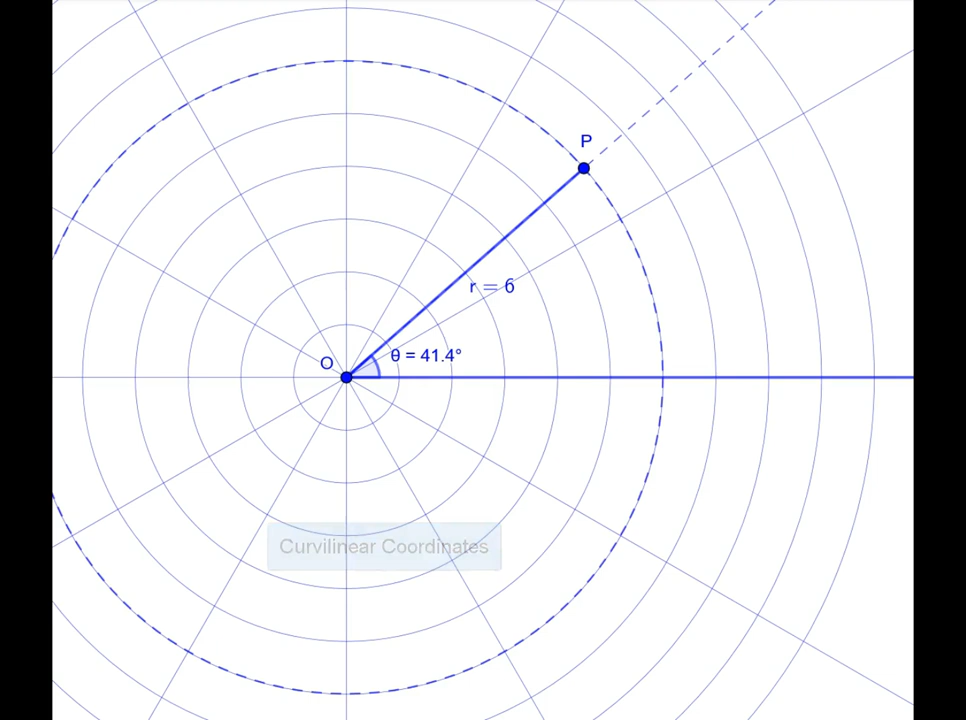 P
r = 6
O
θ = 41.4°
Curvilinear Coordinates